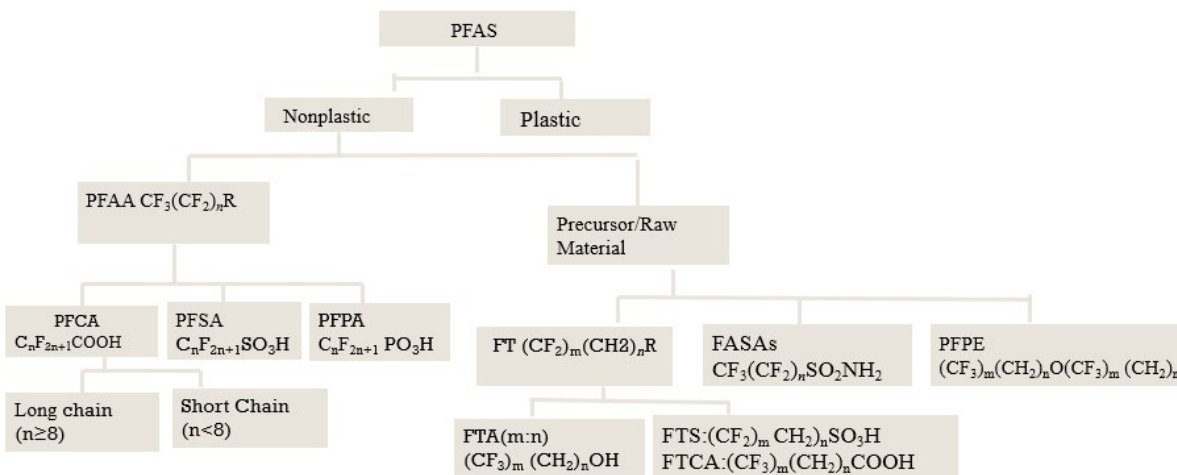 PFAS
Nonplastic
Plastic
PFAA CF₃(CF₂)ₙR
Precursor/Raw
Material
PFCA
CₙF₂ₙ₊₁COOH
PFSA
CₙF₂ₙ₊₁SO₃H
PFPA
CₙF₂ₙ₊₁ PO₃H
FT (CF₂)ₘ(CH2)ₙR
FASAs
CF₃(CF₂)ₙSO₂NH₂
PFPE
(CF₃)ₘ(CH₂)ₙO(CF₃)ₘ (CH₂)ₙ
Long chain
(n≥8)
Short Chain
(n<8)
FTA(m:n)
(CF₃)ₘ (CH₂)ₙOH
FTS:(CF₂)ₘ CH₂)ₙSO₃H
FTCA:(CF₃)ₘ(CH₂)ₙCOOH